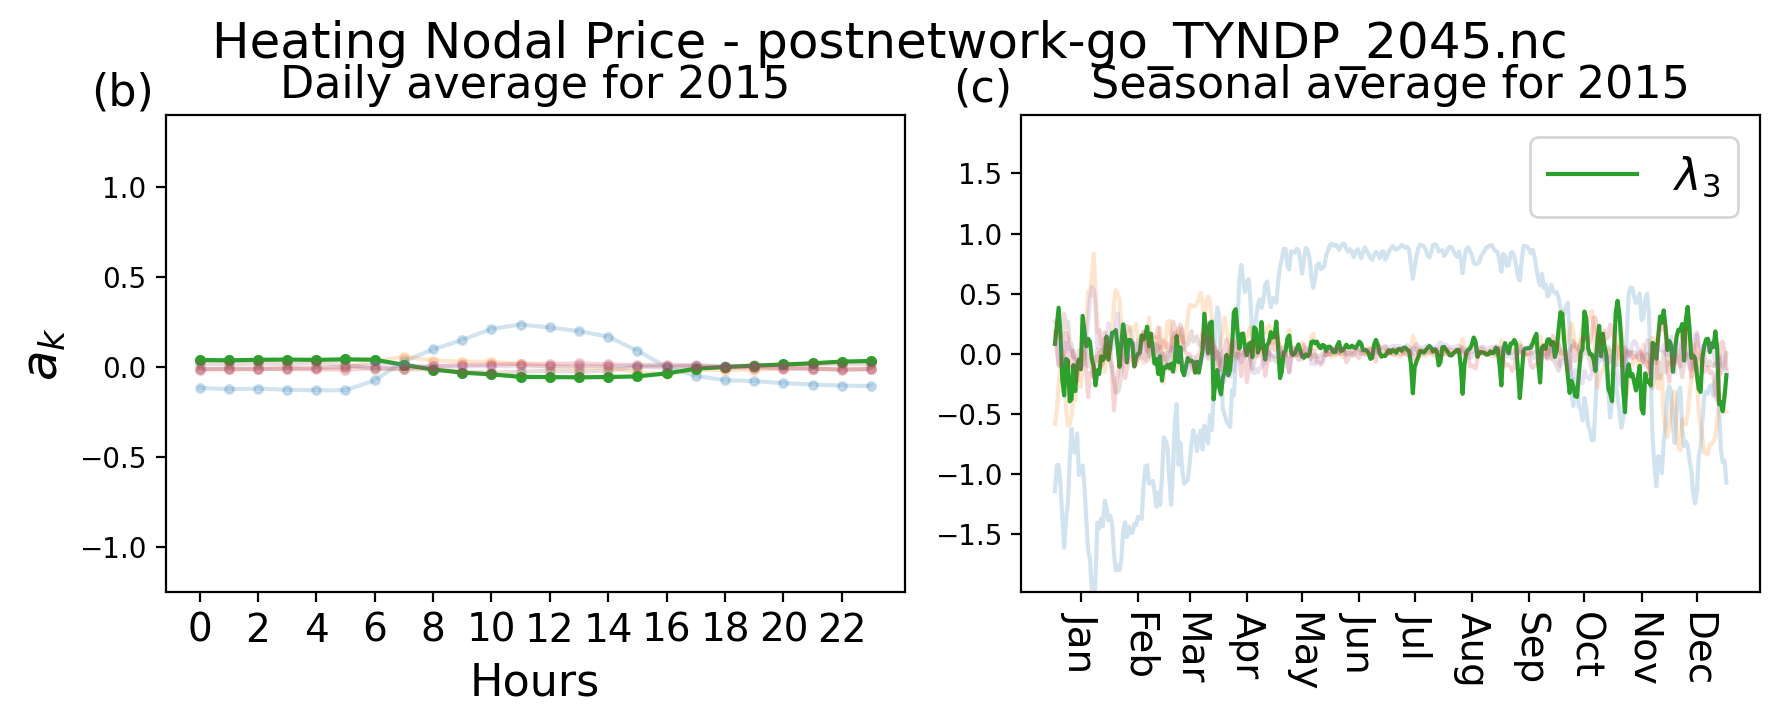 Heating Nodal Price - postnetwork-go_TYNDP_2045.nc
(b) Daily average for 2015
1.0
0.5
0.0
−0.5
−1.0
a_k
0 2 4 6 8 10 12 14 16 18 20 22
Hours
(c) Seasonal average for 2015
λ_3
1.5
1.0
0.5
0.0
−0.5
−1.0
−1.5
Jan Feb Mar Apr May Jun Jul Aug Sep Oct Nov Dec